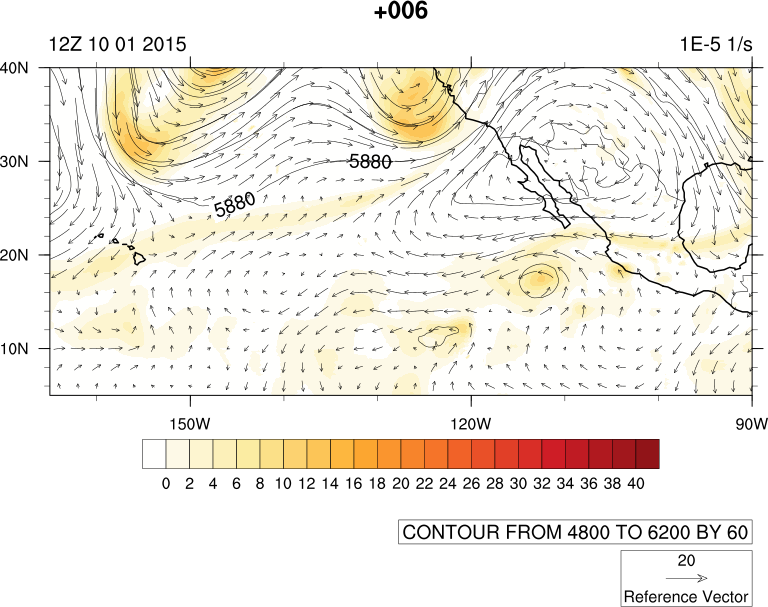 +006
12Z 10 01 2015 1E-5 1/s
40N
30N
20N
10N
5880
5880
150W 120W 90W
0 2 4 6 8 10 12 14 16 18 20 22 24 26 28 30 32 34 36 38 40
CONTOUR FROM 4800 TO 6200 BY 60
20
Reference Vector